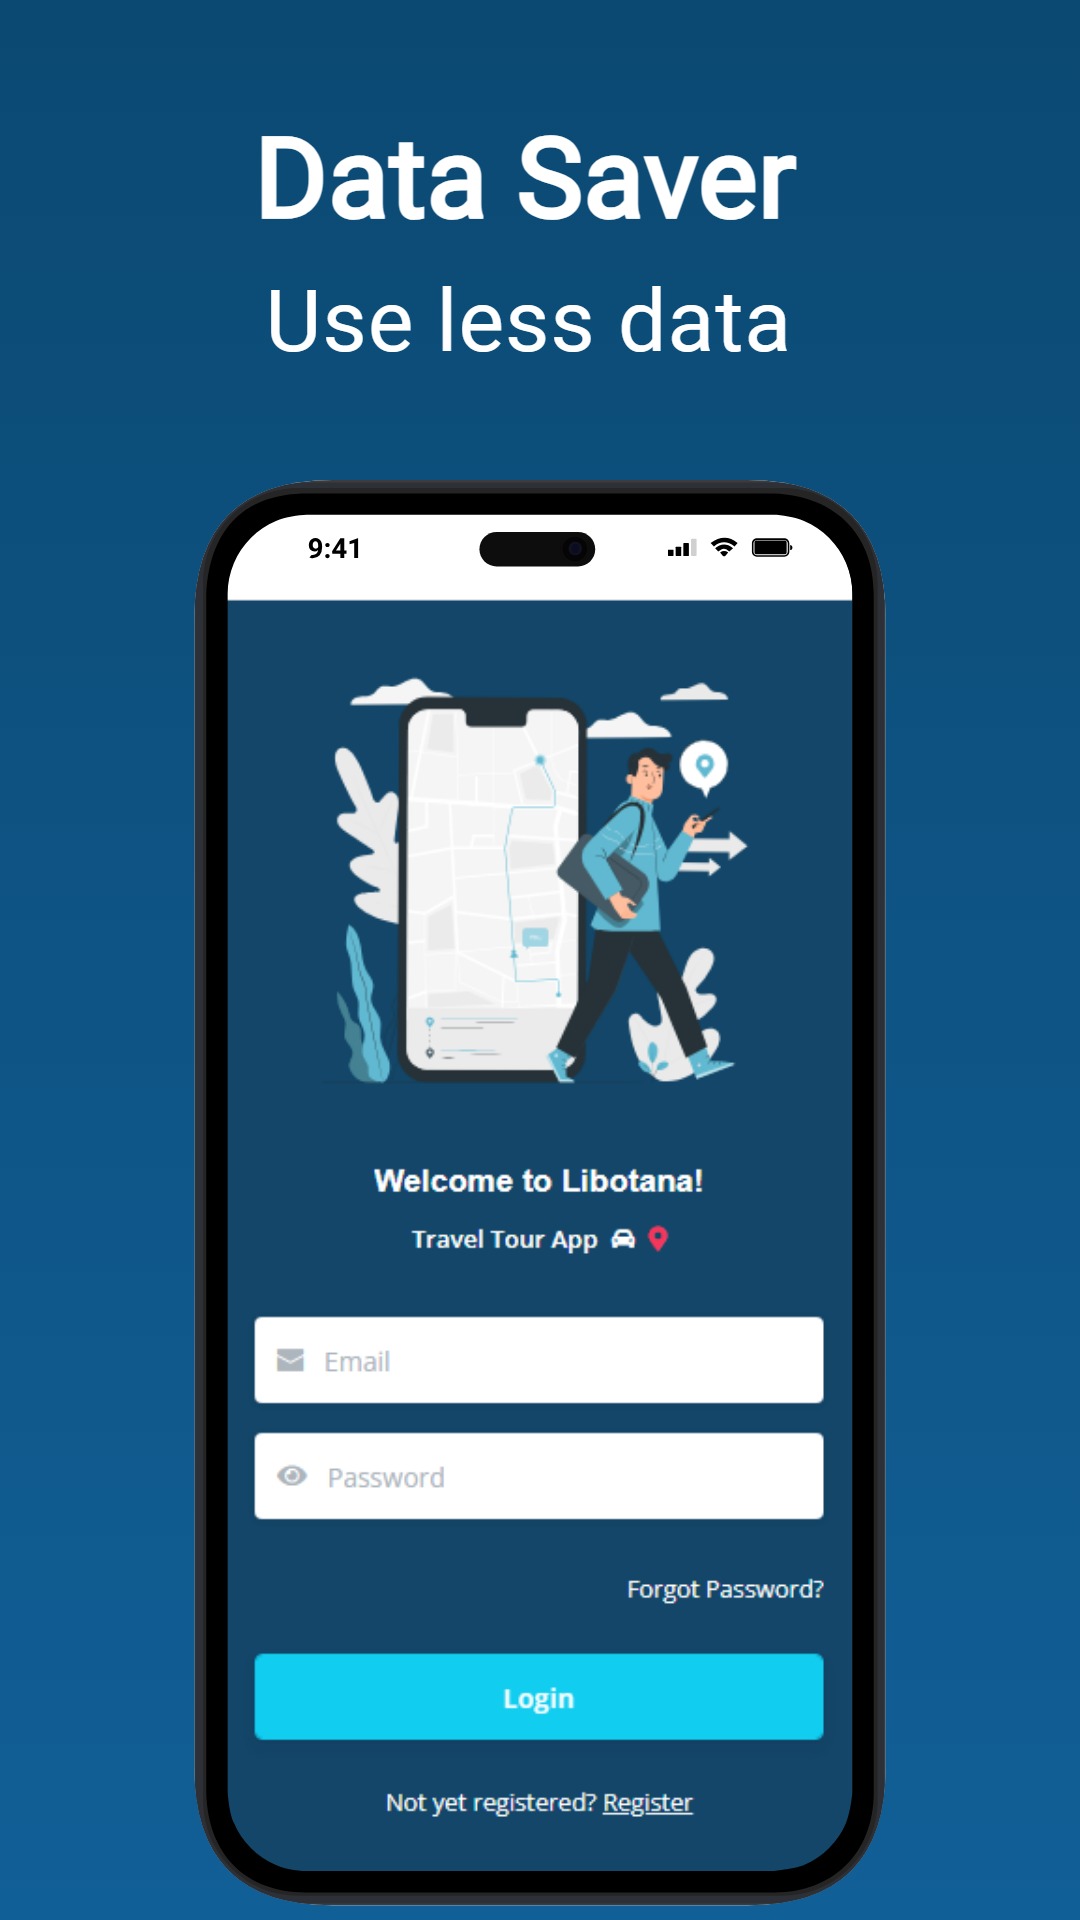 Data Saver
Use less data
9:41
Welcome to Libotana!
Travel Tour App
Email
Password
Forgot Password?
Login
Not yet registered? Register